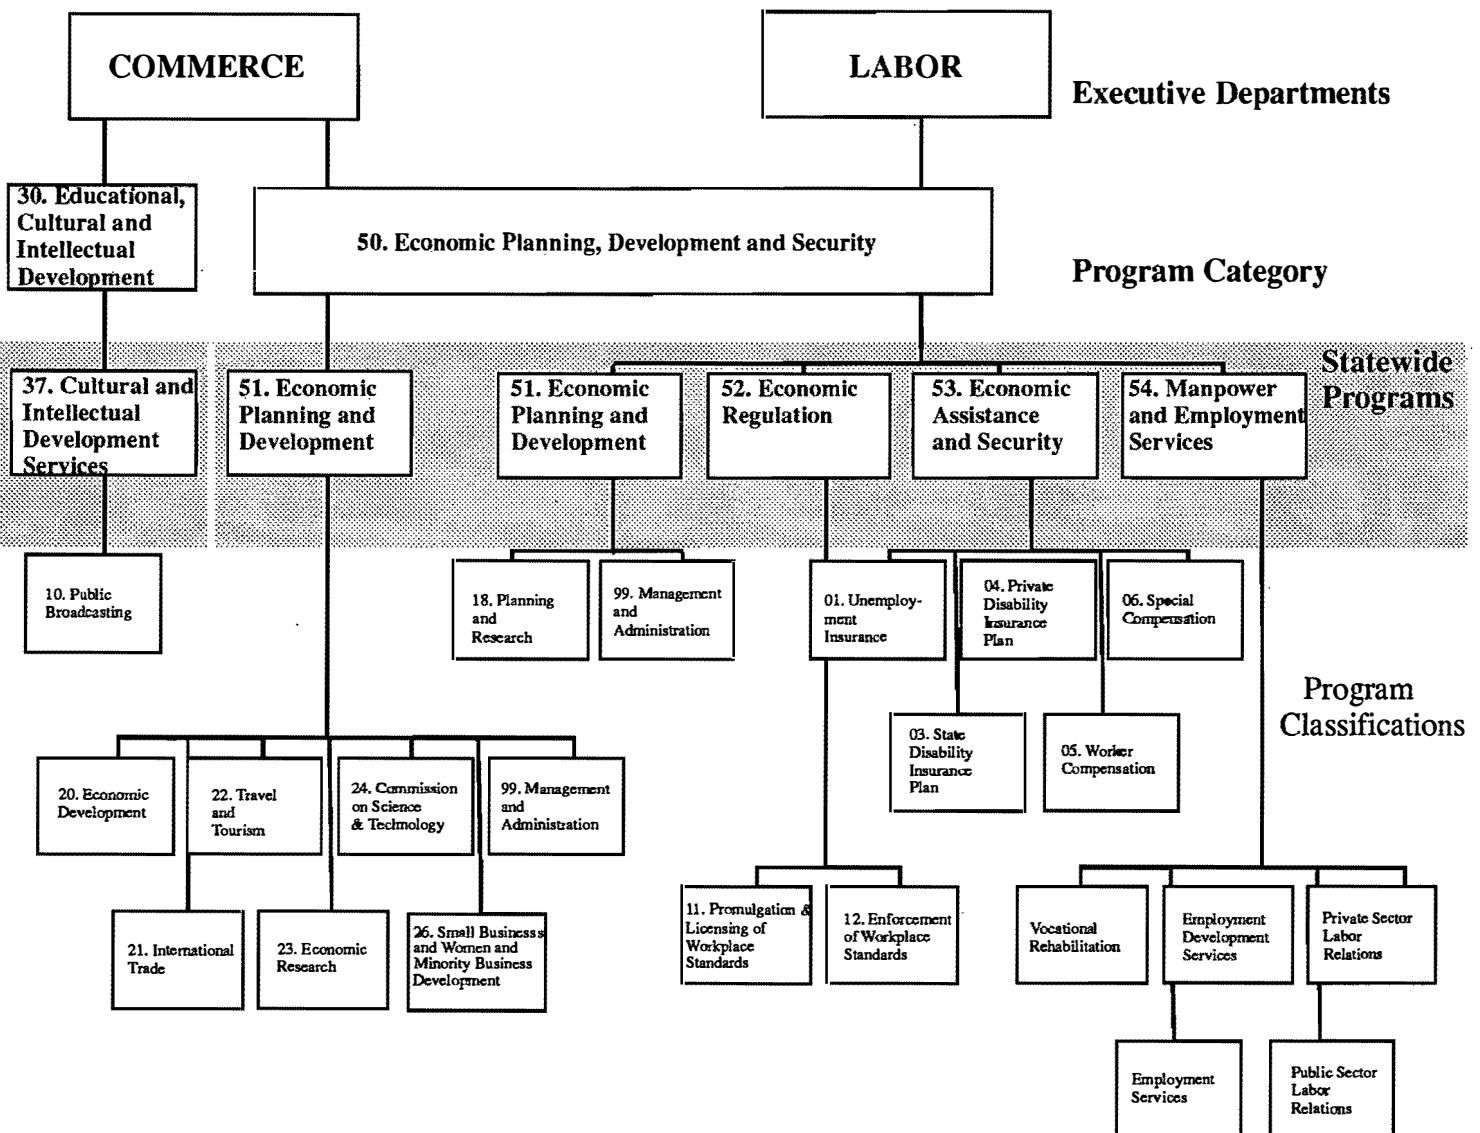 COMMERCE
LABOR
Executive Departments
30. Educational,
Cultural and
Intellectual
Development
50. Economic Planning, Development and Security
Program Category
Statewide
Programs
37. Cultural and
Intellectual
Development
Services
51. Economic
Planning and
Development
51. Economic
Planning and
Development
52. Economic
Regulation
53. Economic
Assistance
and Security
54. Manpower
and Employment
Services
10. Public
Broadcasting
18. Planning
and
Research
99. Management
and
Administration
01. Unemploy-
ment
Insurance
04. Private
Disability
Insurance
Plan
06. Special
Compensation
Program
Classifications
03. State
Disability
Insurance
Plan
05. Worker
Compensation
20. Economic
Development
22. Travel
and
Tourism
24. Commission
on Science
& Technology
99. Management
and
Administration
21. International
Trade
23. Economic
Research
26. Small Businesss
and Women and
Minority Business
Development
11. Promulgation &
Licensing of
Workplace
Standards
12. Enforcement
of Workplace
Standards
Vocational
Rehabilitation
Employment
Development
Services
Private Sector
Labor
Relations
Employment
Services
Public Sector
Labor
Relations